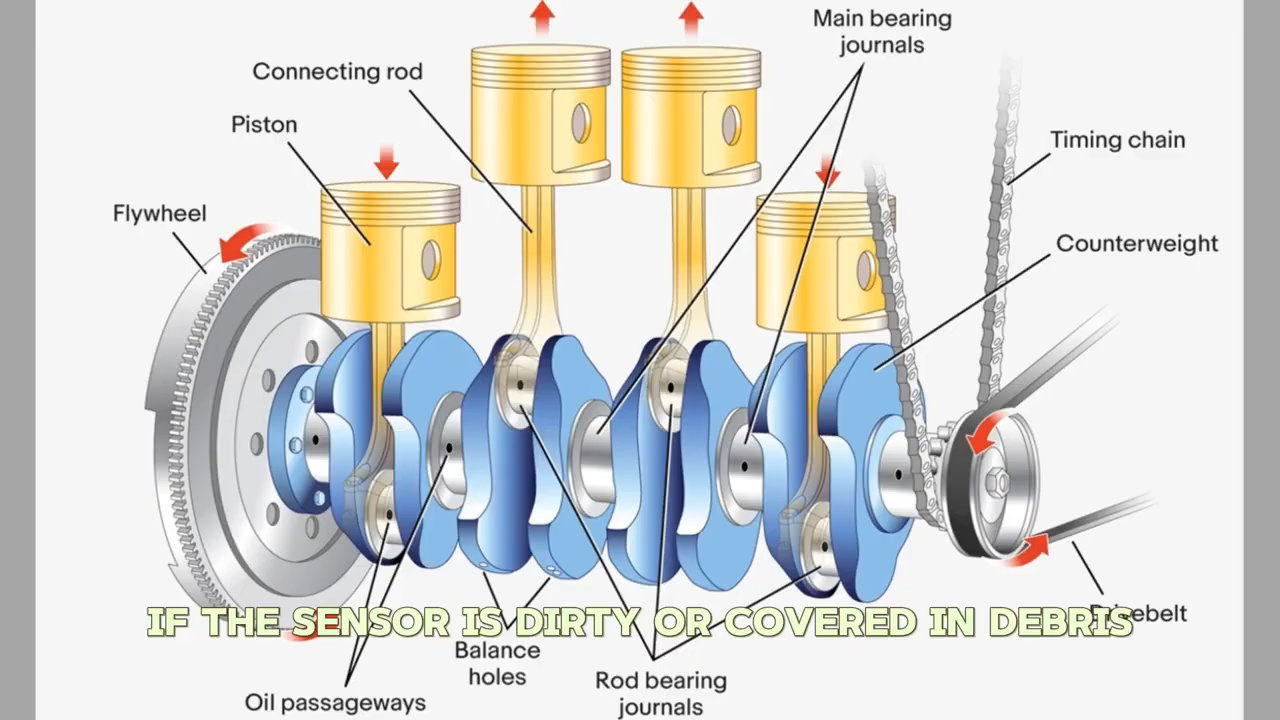 Main bearing
journals
Connecting rod
Piston
Timing chain
Flywheel
Counterweight
IF THE SENSOR IS DIRTY OR COVERED IN DEBRIS
Drivebelt
Balance
holes
Oil passageways
Rod bearing
journals